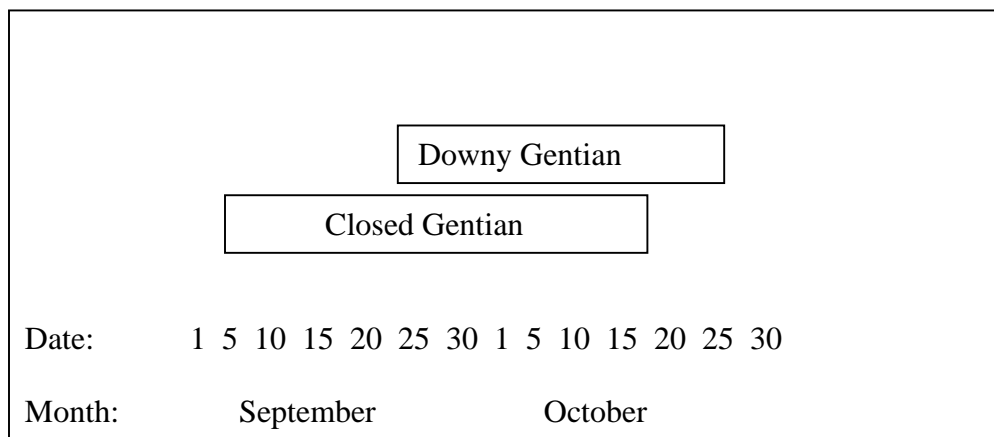 Downy Gentian
Closed Gentian
Date: 1 5 10 15 20 25 30 1 5 10 15 20 25 30
Month: September October